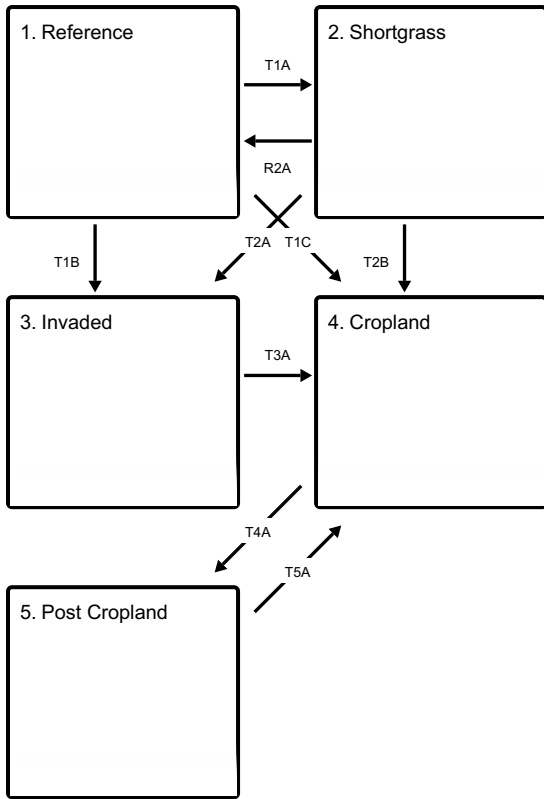 1. Reference
2. Shortgrass
T1A
R2A
T2A
T1C
T1B
T2B
3. Invaded
4. Cropland
T3A
T4A
T5A
5. Post Cropland